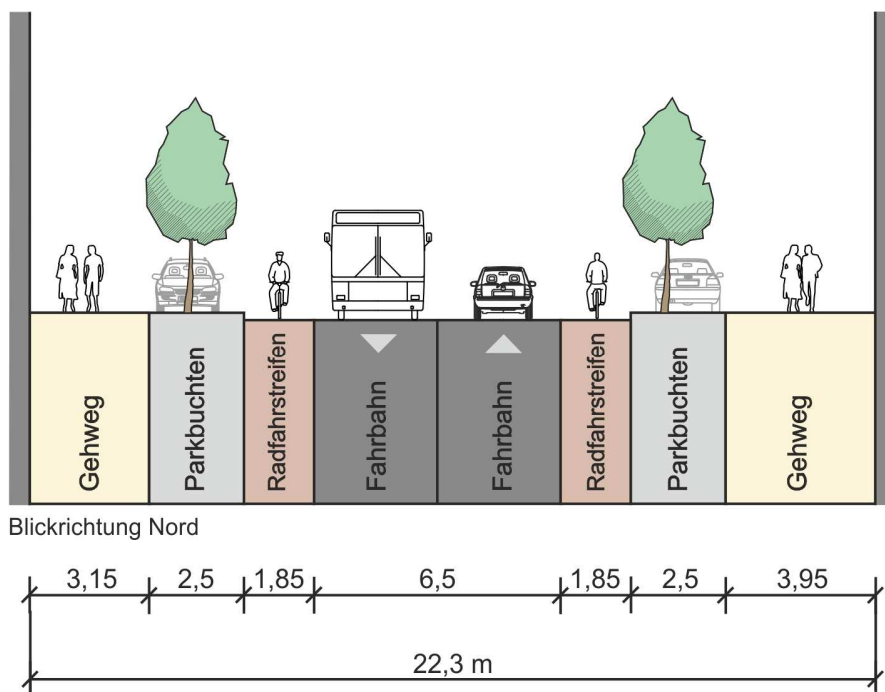 Gehweg
Parkbuchten
Radfahrstreifen
Fahrbahn
Fahrbahn
Radfahrstreifen
Parkbuchten
Gehweg
Blickrichtung Nord
3,15 2,5 1,85 6,5 1,85 2,5 3,95
22,3 m